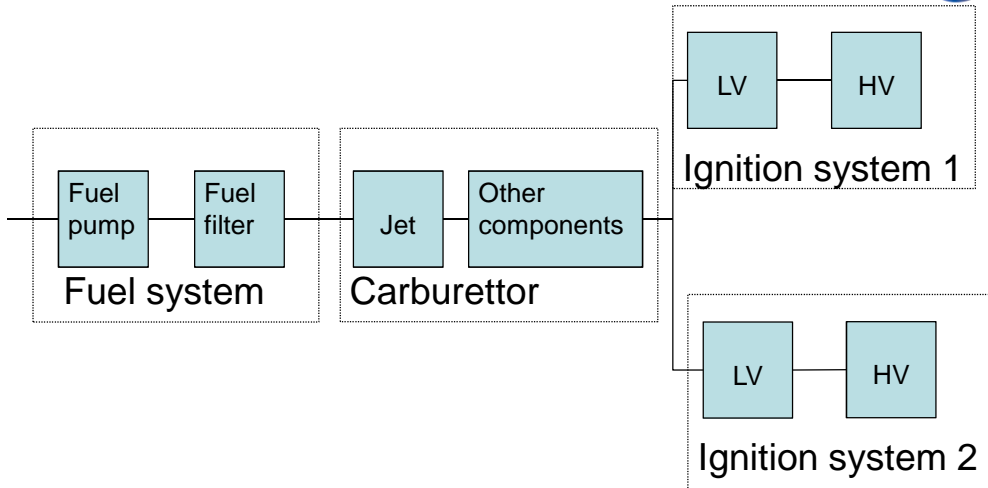 LV
HV
Ignition system 1
Fuel
pump
Fuel
filter
Fuel system
Jet
Other
components
Carburettor
LV
HV
Ignition system 2